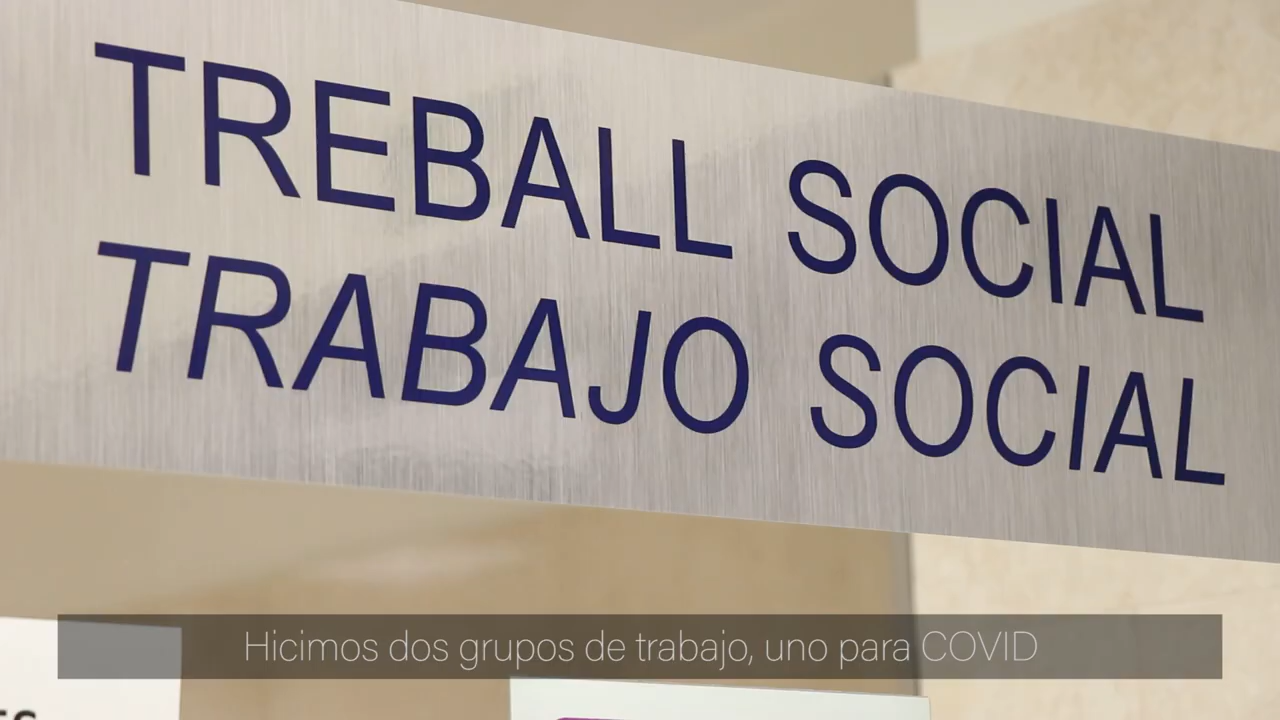 TREBALL SOCIAL
TRABAJO SOCIAL
Hicimos dos grupos de trabajo, uno para COVID